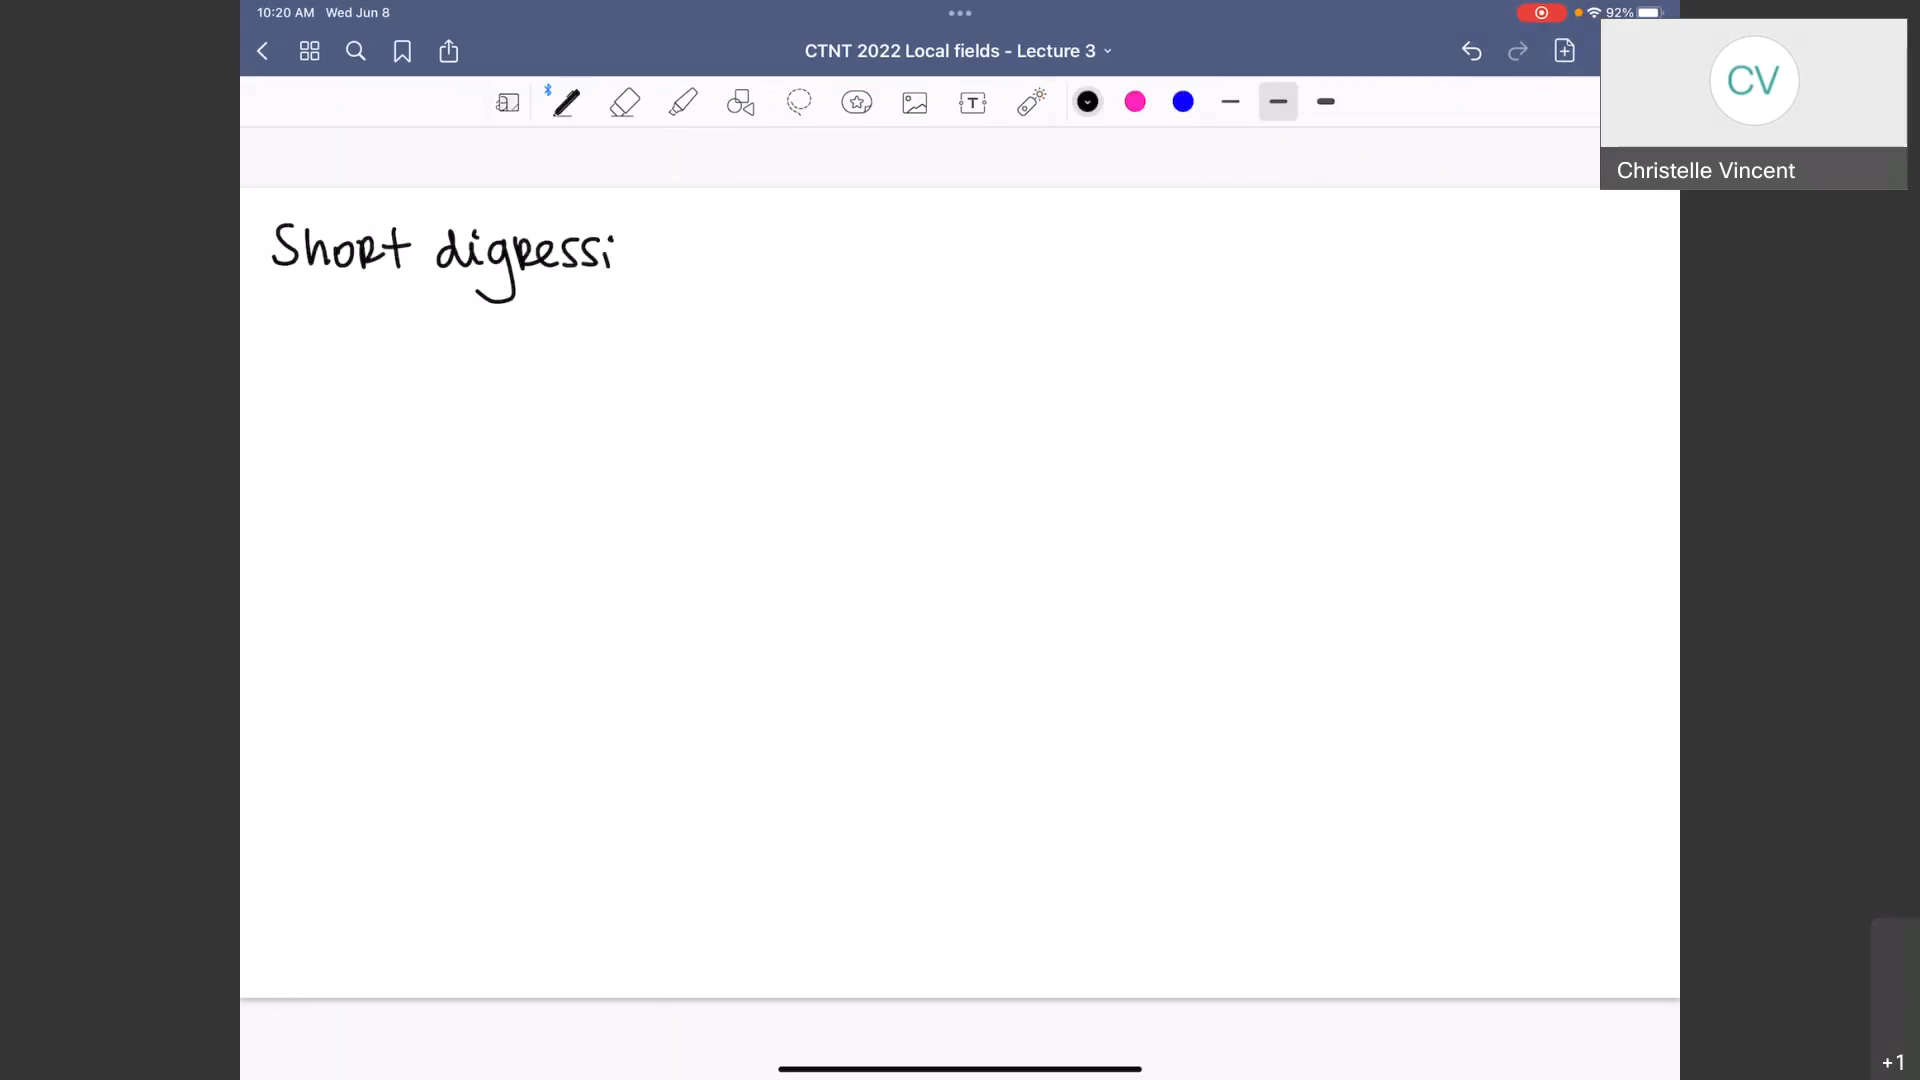 10:20 AM Wed Jun 8
92%
CTNT 2022 Local fields - Lecture 3
T
CV
Christelle Vincent
Short digressi
+1